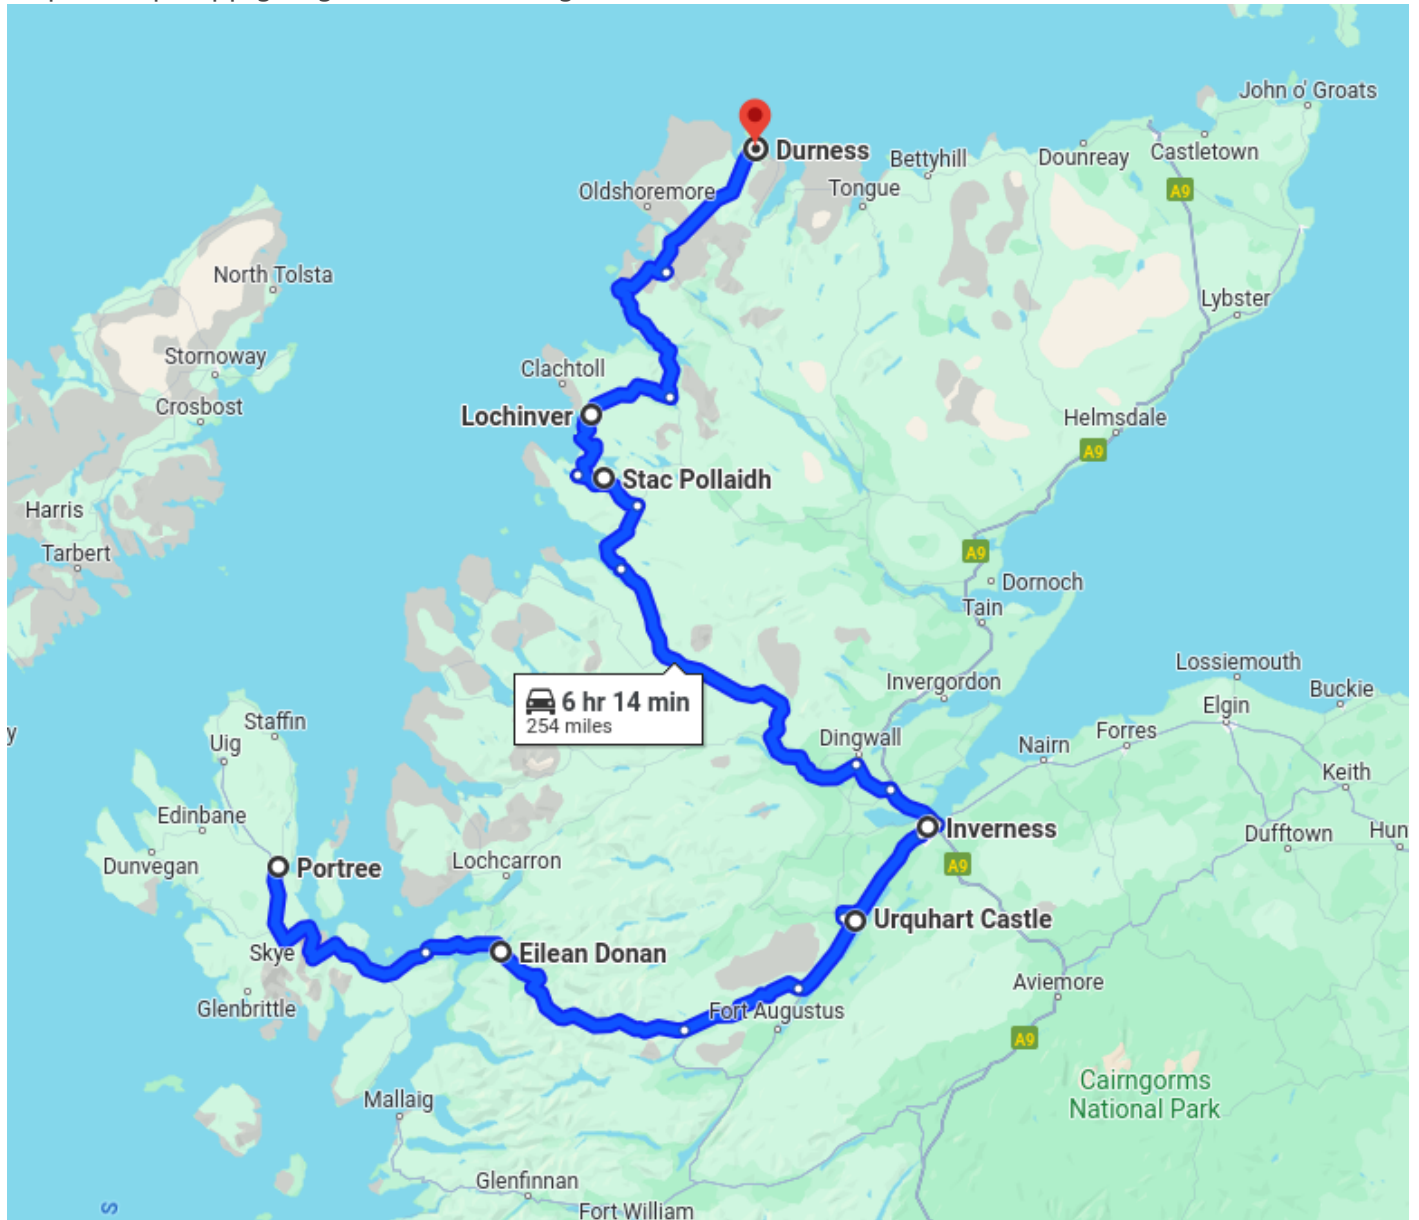 John o' Groats
Durness
Bettyhill
Dounreay
Castletown
Oldshoremore
Tongue
A9
North Tolsta
Lybster
Stornoway
Clachtoll
Crosbost
Lochinver
Helmsdale
A9
Stac Pollaidh
Harris
Tarbert
A9
Dornoch
Tain
Lossiemouth
Invergordon
Buckie
6 hr 14 min
254 miles
Elgin
Staffin
y
Uig
Dingwall
Nairn
Forres
Keith
Edinbane
Inverness
Dufftown
Hun
Dunvegan
Portree
Lochcarron
A9
Urquhart Castle
Skye
Eilean Donan
Aviemore
Glenbrittle
Fort Augustus
A9
Cairngorms
National Park
Mallaig
Glenfinnan
Fort William
s